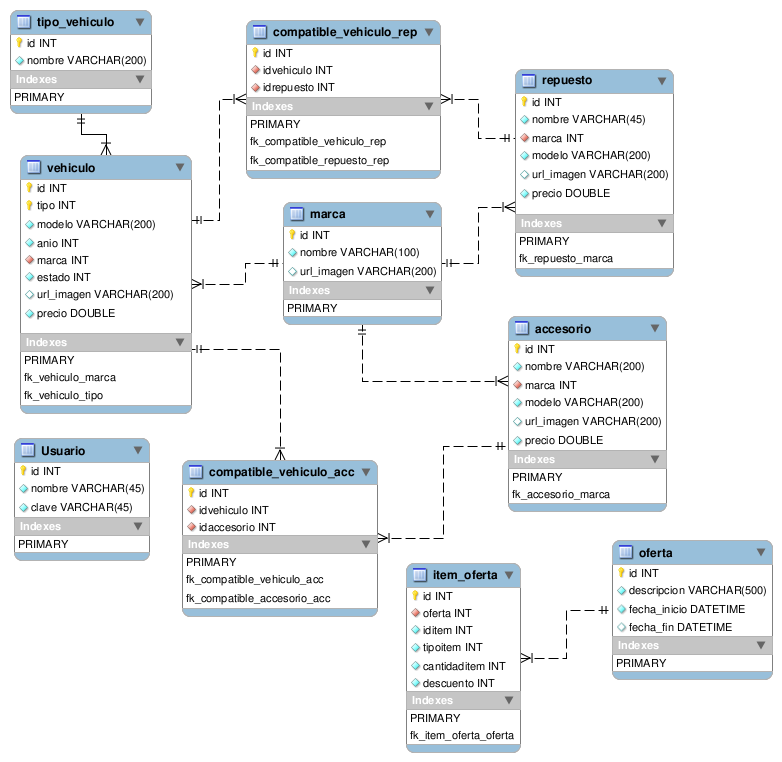 tipo_vehiculo
id INT
nombre VARCHAR(200)
Indexes
PRIMARY
compatible_vehiculo_rep
id INT
idvehiculo INT
idrepuesto INT
Indexes
PRIMARY
fk_compatible_vehiculo_rep
fk_compatible_repuesto_rep
repuesto
id INT
nombre VARCHAR(45)
marca INT
modelo VARCHAR(200)
url_imagen VARCHAR(200)
precio DOUBLE
Indexes
PRIMARY
fk_repuesto_marca
vehiculo
id INT
tipo INT
modelo VARCHAR(200)
anio INT
marca INT
estado INT
url_imagen VARCHAR(200)
precio DOUBLE
Indexes
PRIMARY
fk_vehiculo_marca
fk_vehiculo_tipo
marca
id INT
nombre VARCHAR(100)
url_imagen VARCHAR(200)
Indexes
PRIMARY
accesorio
id INT
nombre VARCHAR(200)
marca INT
modelo VARCHAR(200)
url_imagen VARCHAR(200)
precio DOUBLE
Indexes
PRIMARY
fk_accesorio_marca
Usuario
id INT
nombre VARCHAR(45)
clave VARCHAR(45)
Indexes
PRIMARY
compatible_vehiculo_acc
id INT
idvehiculo INT
idaccesorio INT
Indexes
PRIMARY
fk_compatible_vehiculo_acc
fk_compatible_accesorio_acc
item_oferta
id INT
oferta INT
iditem INT
tipoitem INT
cantidaditem INT
descuento INT
Indexes
PRIMARY
fk_item_oferta_oferta
oferta
id INT
descripcion VARCHAR(500)
fecha_inicio DATETIME
fecha_fin DATETIME
Indexes
PRIMARY